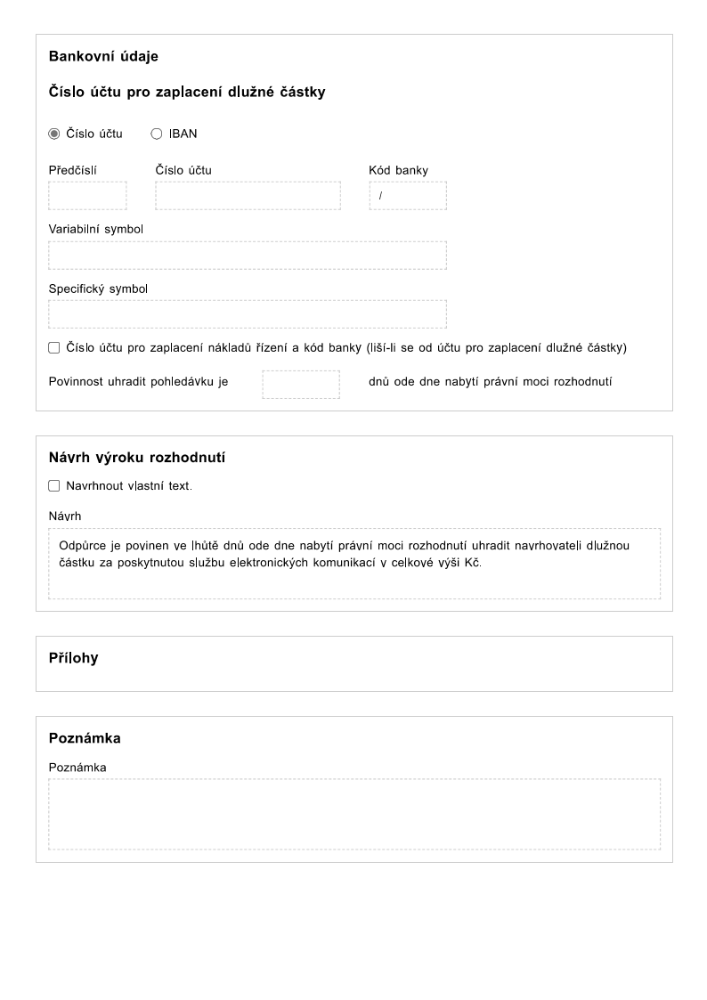 Bankovní údaje
Číslo účtu pro zaplacení dlužné částky
Číslo účtu IBAN
Předčíslí Číslo účtu Kód banky
/
Variabilní symbol
Specifický symbol
Číslo účtu pro zaplacení nákladů řízení a kód banky (liší-li se od účtu pro zaplacení dlužné částky)
Povinnost uhradit pohledávku je dnů ode dne nabytí právní moci rozhodnutí
Návrh výroku rozhodnutí
Navrhnout vlastní text.
Návrh
Odpůrce je povinen ve lhůtě dnů ode dne nabytí právní moci rozhodnutí uhradit navrhovateli dlužnou
částku za poskytnutou službu elektronických komunikací v celkové výši Kč.
Přílohy
Poznámka
Poznámka